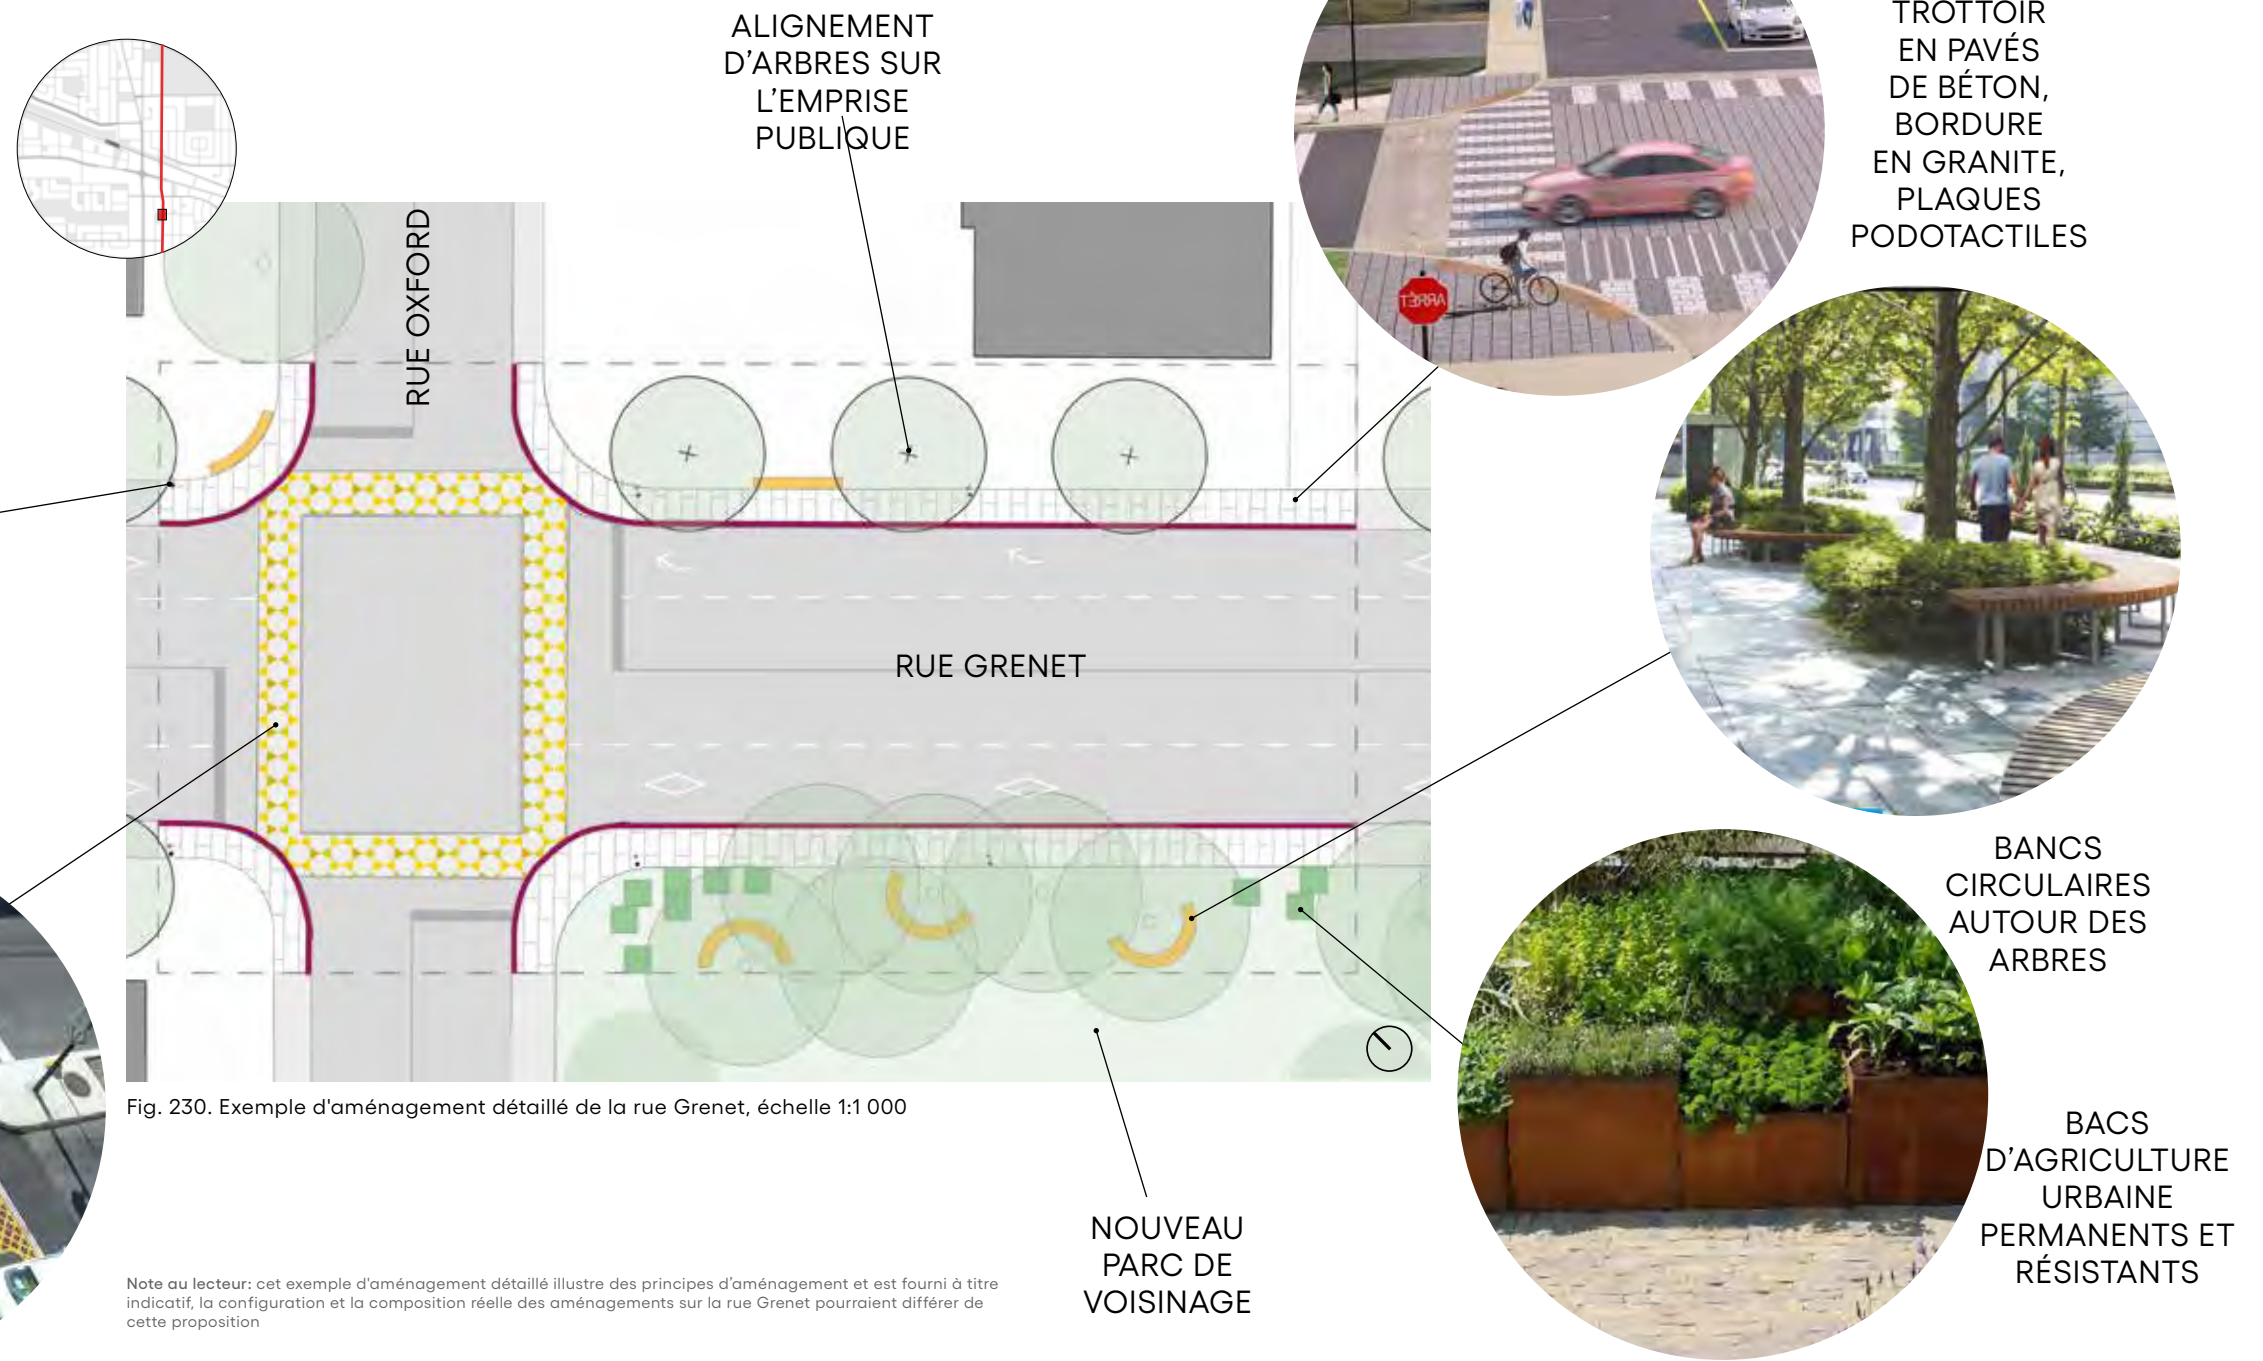 ALIGNEMENT
D'ARBRES SUR
L'EMPRISE
PUBLIQUE
TROTTOIR
EN PAVÉS
DE BÉTON,
BORDURE
EN GRANITE,
PLAQUES
PODOTACTILES
RUE OXFORD
ARRÊT
RUE GRENET
BANCS
CIRCULAIRES
AUTOUR DES
ARBRES
BACS
D'AGRICULTURE
URBAINE
PERMANENTS ET
RÉSISTANTS
Fig. 230. Exemple d'aménagement détaillé de la rue Grenet, échelle 1:1 000
NOUVEAU
PARC DE
VOISINAGE
Note au lecteur: cet exemple d'aménagement détaillé illustre des principes d'aménagement et est fourni à titre
indicatif, la configuration et la composition réelle des aménagements sur la rue Grenet pourraient différer de
cette proposition